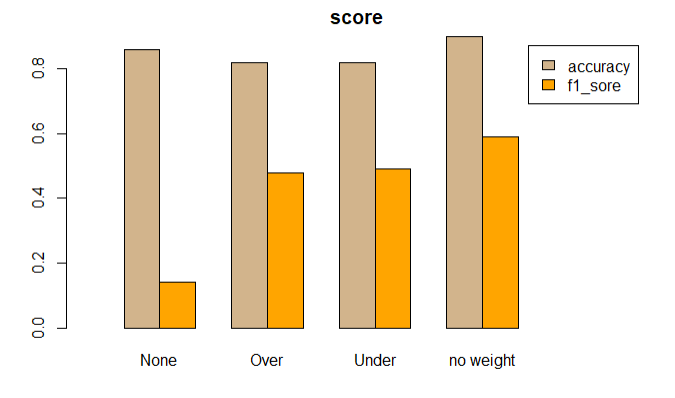 score
accuracy
f1_sore
0.8
0.6
0.4
0.2
0.0
None Over Under no weight